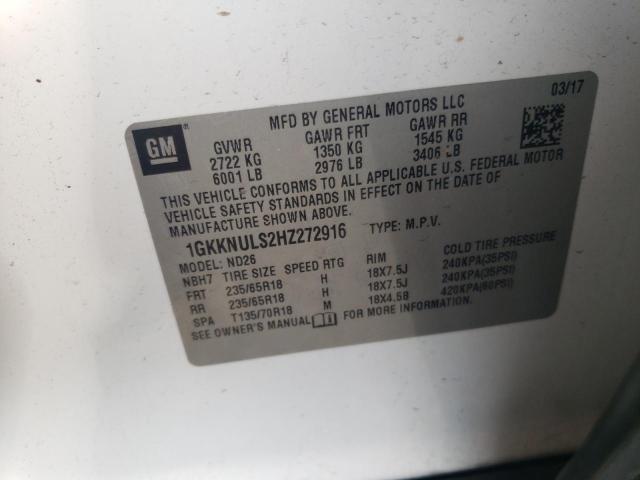 GM
MFD BY GENERAL MOTORS LLC 03/17
GVWR GAWR FRT GAWR RR
2722 KG 1350 KG 1545 KG
6001 LB 2976 LB 3406 LB
THIS VEHICLE CONFORMS TO ALL APPLICABLE U.S. FEDERAL MOTOR
VEHICLE SAFETY STANDARDS IN EFFECT ON THE DATE OF
MANUFACTURE SHOWN ABOVE.
1GKKNULS2HZ272916 TYPE: M.P.V.
MODEL: ND26
NBH7 TIRE SIZE SPEED RTG RIM COLD TIRE PRESSURE
FRT 235/65R18 H 18X7.5J 240KPA(35PSI)
RR 235/65R18 H 18X7.5J 240KPA(35PSI)
SPA T135/70R18 M 18X4.5B 420KPA(60PSI)
SEE OWNER'S MANUAL FOR MORE INFORMATION.